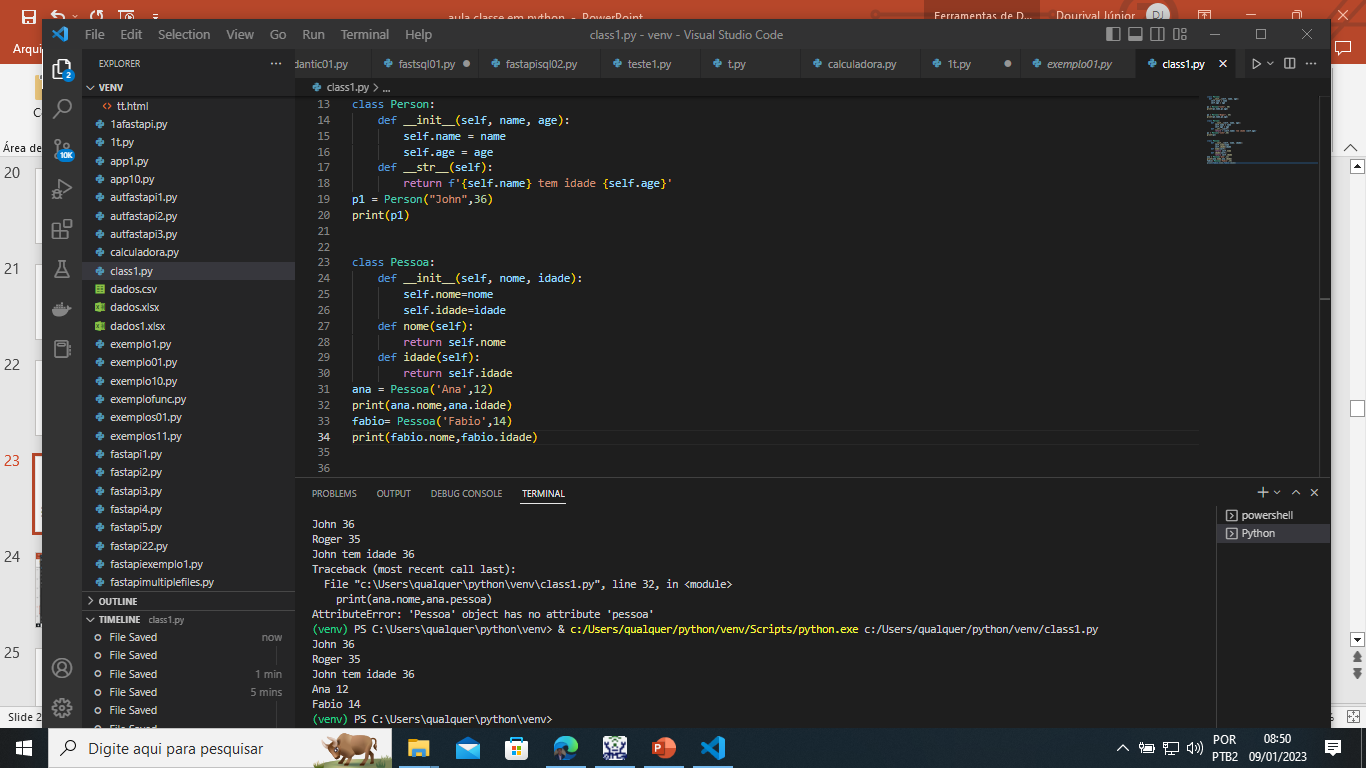 aula classe em python - PowerPoint
Ferramentas de D...
Dourival Júnior
DJ
Arqui
Área de
20
21
22
23
24
25
Slide 2
File Edit Selection View Go Run Terminal Help
class1.py - venv - Visual Studio Code
EXPLORER
dantic01.py
fastsql01.py
fastapisql02.py
teste1.py
t.py
calculadora.py
1t.py
exemplo01.py
class1.py
2
10K
VENV
tt.html
1afastapi.py
1t.py
app1.py
app10.py
autfastapi1.py
autfastapi2.py
autfastapi3.py
calculadora.py
class1.py
dados.csv
dados.xlsx
dados1.xlsx
exemplo1.py
exemplo01.py
exemplo10.py
exemplofunc.py
exemplos01.py
exemplos11.py
fastapi1.py
fastapi2.py
fastapi3.py
fastapi4.py
fastapi5.py
fastapi22.py
fastapiexemplo1.py
fastapimultiplefiles.py
OUTLINE
TIMELINE class1.py
File Saved now
File Saved
File Saved 1 min
File Saved 5 mins
File Saved
File Saved
class1.py > ...
13 class Person:
14 def __init__(self, name, age):
15 self.name = name
16 self.age = age
17 def __str__(self):
18 return f'{self.name} tem idade {self.age}'
19 p1 = Person("John",36)
20 print(p1)
21
22
23 class Pessoa:
24 def __init__(self, nome, idade):
25 self.nome=nome
26 self.idade=idade
27 def nome(self):
28 return self.nome
29 def idade(self):
30 return self.idade
31 ana = Pessoa('Ana',12)
32 print(ana.nome,ana.idade)
33 fabio= Pessoa('Fabio',14)
34 print(fabio.nome,fabio.idade)
35
36
PROBLEMS OUTPUT DEBUG CONSOLE TERMINAL
powershell
Python
John 36
Roger 35
John tem idade 36
Traceback (most recent call last):
File "c:\Users\qualquer\python\venv\class1.py", line 32, in <module>
print(ana.nome,ana.pessoa)
AttributeError: 'Pessoa' object has no attribute 'pessoa'
(venv) PS C:\Users\qualquer\python\venv> & c:/Users/qualquer/python/venv/Scripts/python.exe c:/Users/qualquer/python/venv/class1.py
John 36
Roger 35
John tem idade 36
Ana 12
Fabio 14
(venv) PS C:\Users\qualquer\python\venv>
Digite aqui para pesquisar
POR
PTB2
08:50
09/01/2023